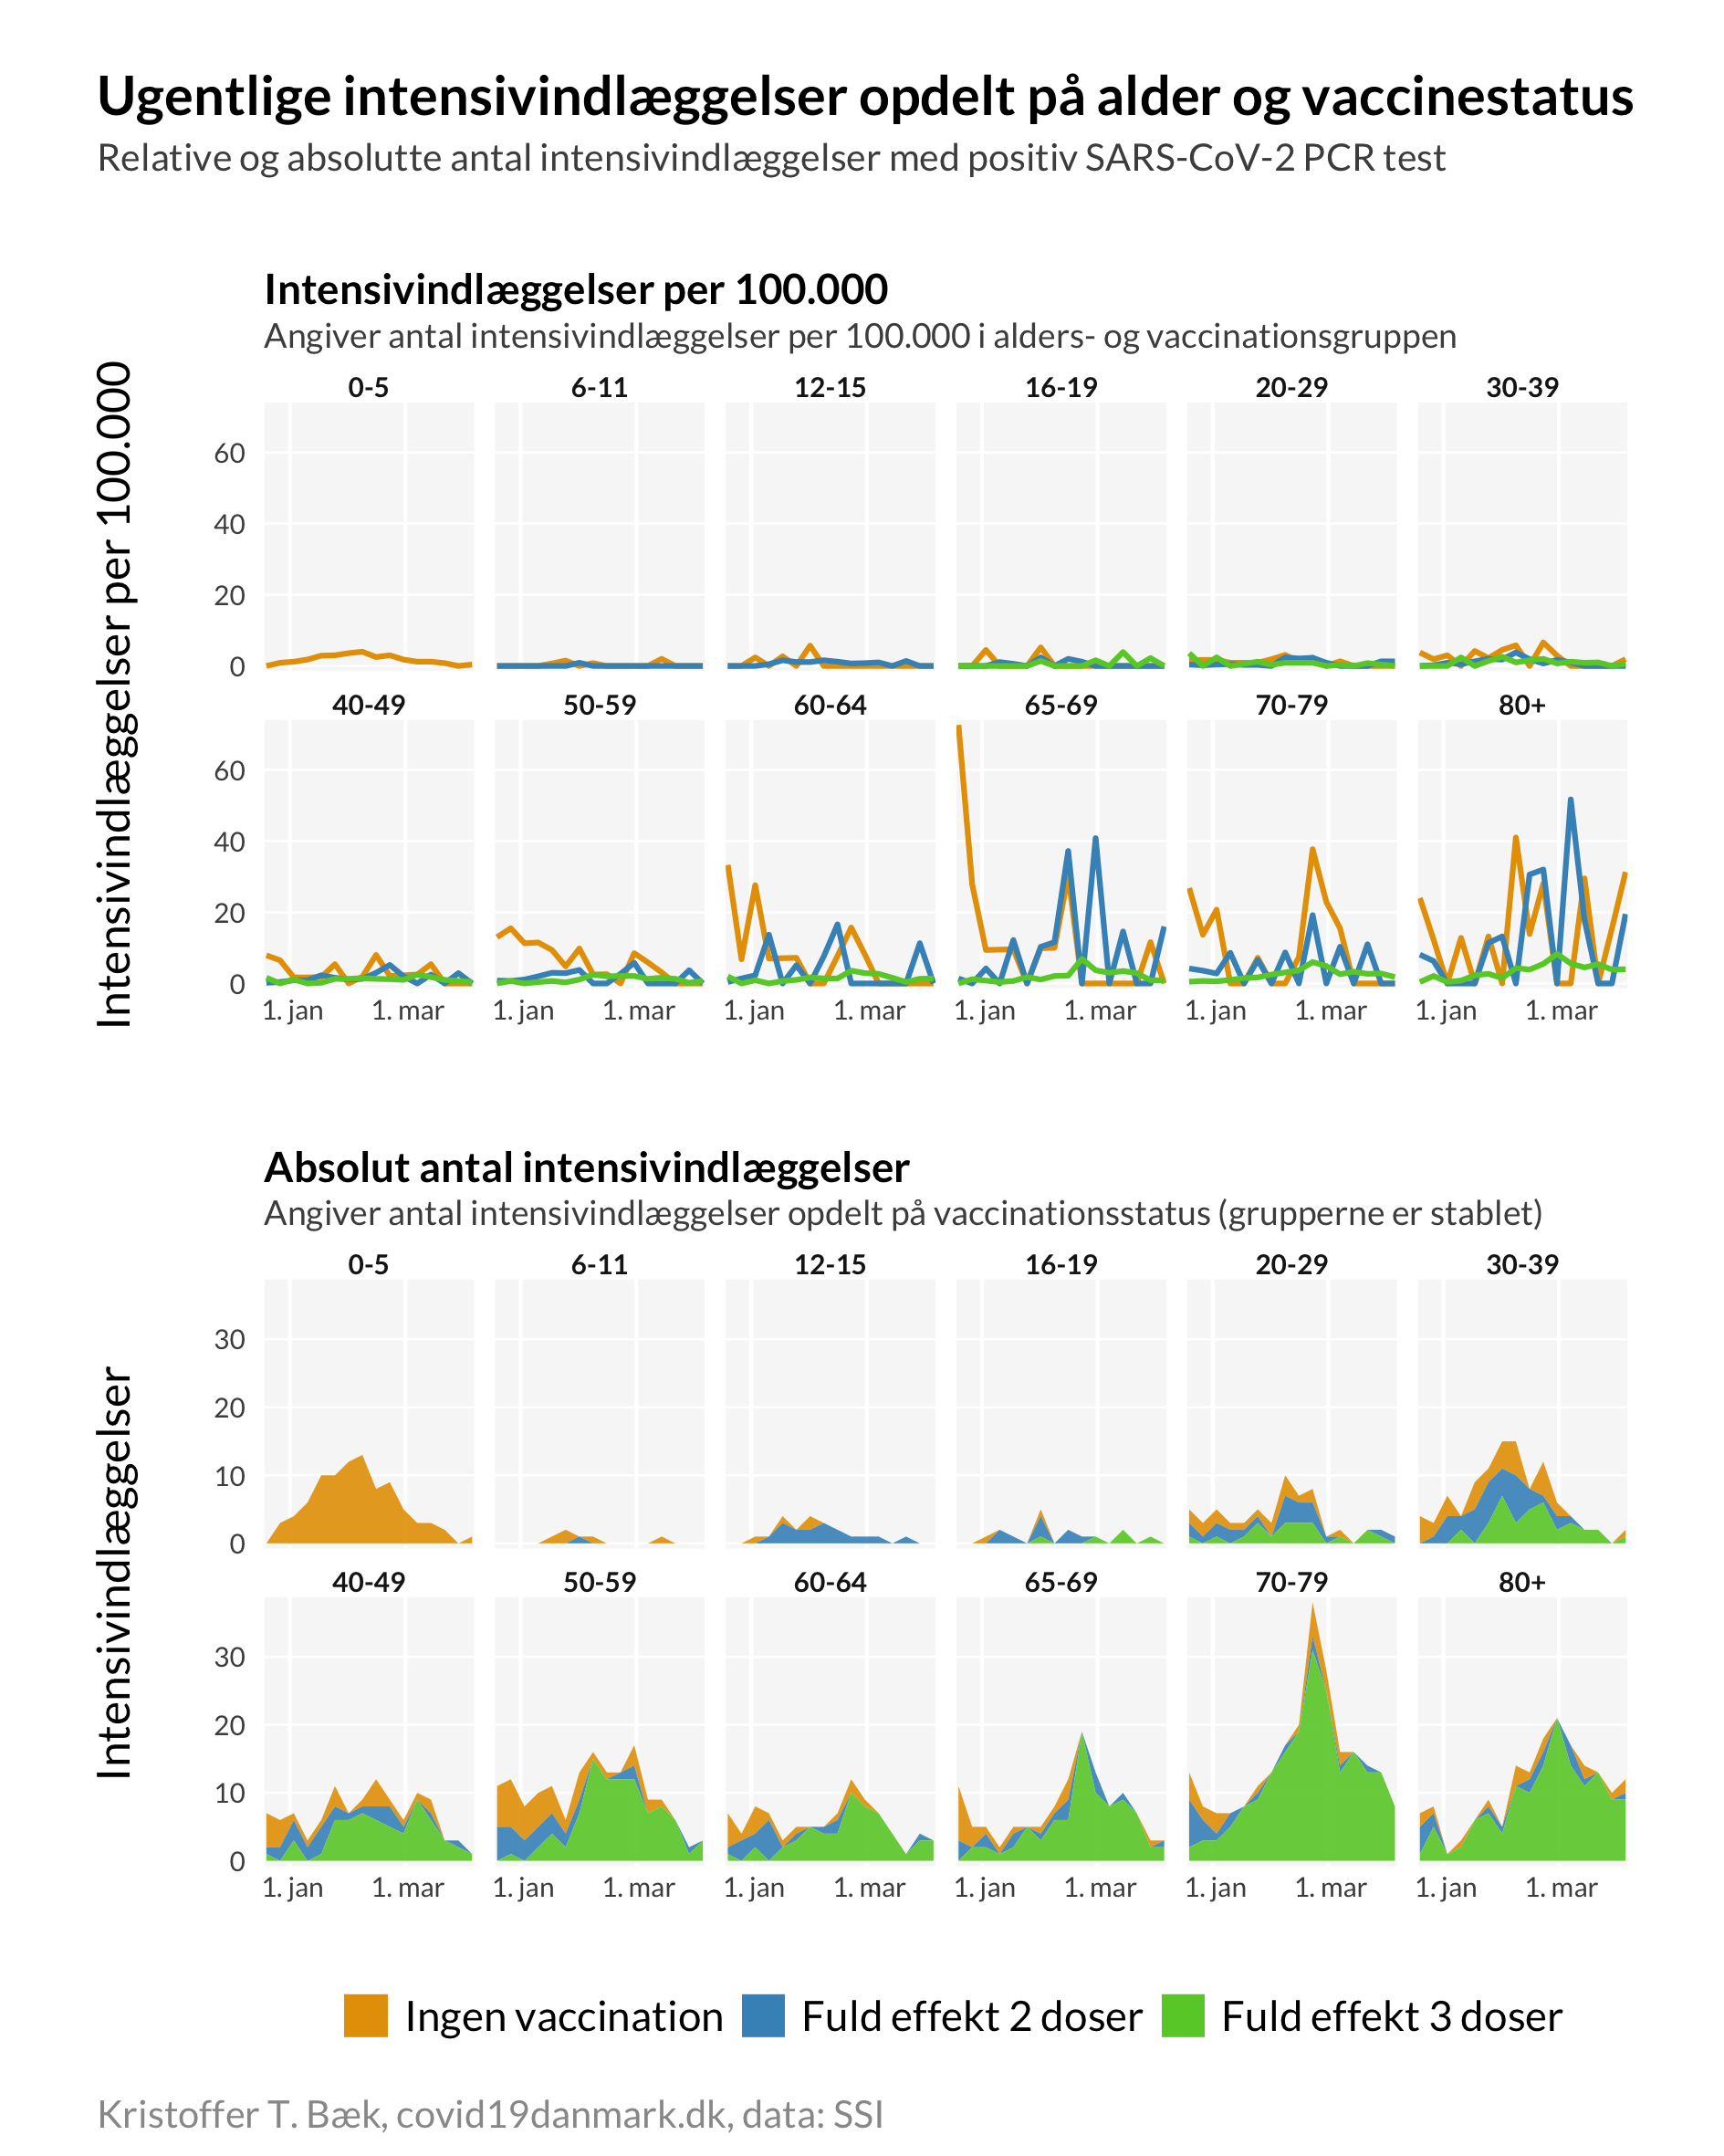 Ugentlige intensivindlæggelser opdelt på alder og vaccinestatus
Relative og absolutte antal intensivindlæggelser med positiv SARS-CoV-2 PCR test
Intensivindlæggelser per 100.000
Angiver antal intensivindlæggelser per 100.000 i alders- og vaccinationsgruppen
Intensivindlæggelser per 100.000
0-5 6-11 12-15 16-19 20-29 30-39
60
40
20
0
40-49 50-59 60-64 65-69 70-79 80+
60
40
20
0
1. jan 1. mar 1. jan 1. mar 1. jan 1. mar 1. jan 1. mar 1. jan 1. mar 1. jan 1. mar
Absolut antal intensivindlæggelser
Angiver antal intensivindlæggelser opdelt på vaccinationsstatus (grupperne er stablet)
Intensivindlæggelser
0-5 6-11 12-15 16-19 20-29 30-39
30
20
10
0
40-49 50-59 60-64 65-69 70-79 80+
30
20
10
0
1. jan 1. mar 1. jan 1. mar 1. jan 1. mar 1. jan 1. mar 1. jan 1. mar 1. jan 1. mar
Ingen vaccination Fuld effekt 2 doser Fuld effekt 3 doser
Kristoffer T. Bæk, covid19danmark.dk, data: SSI